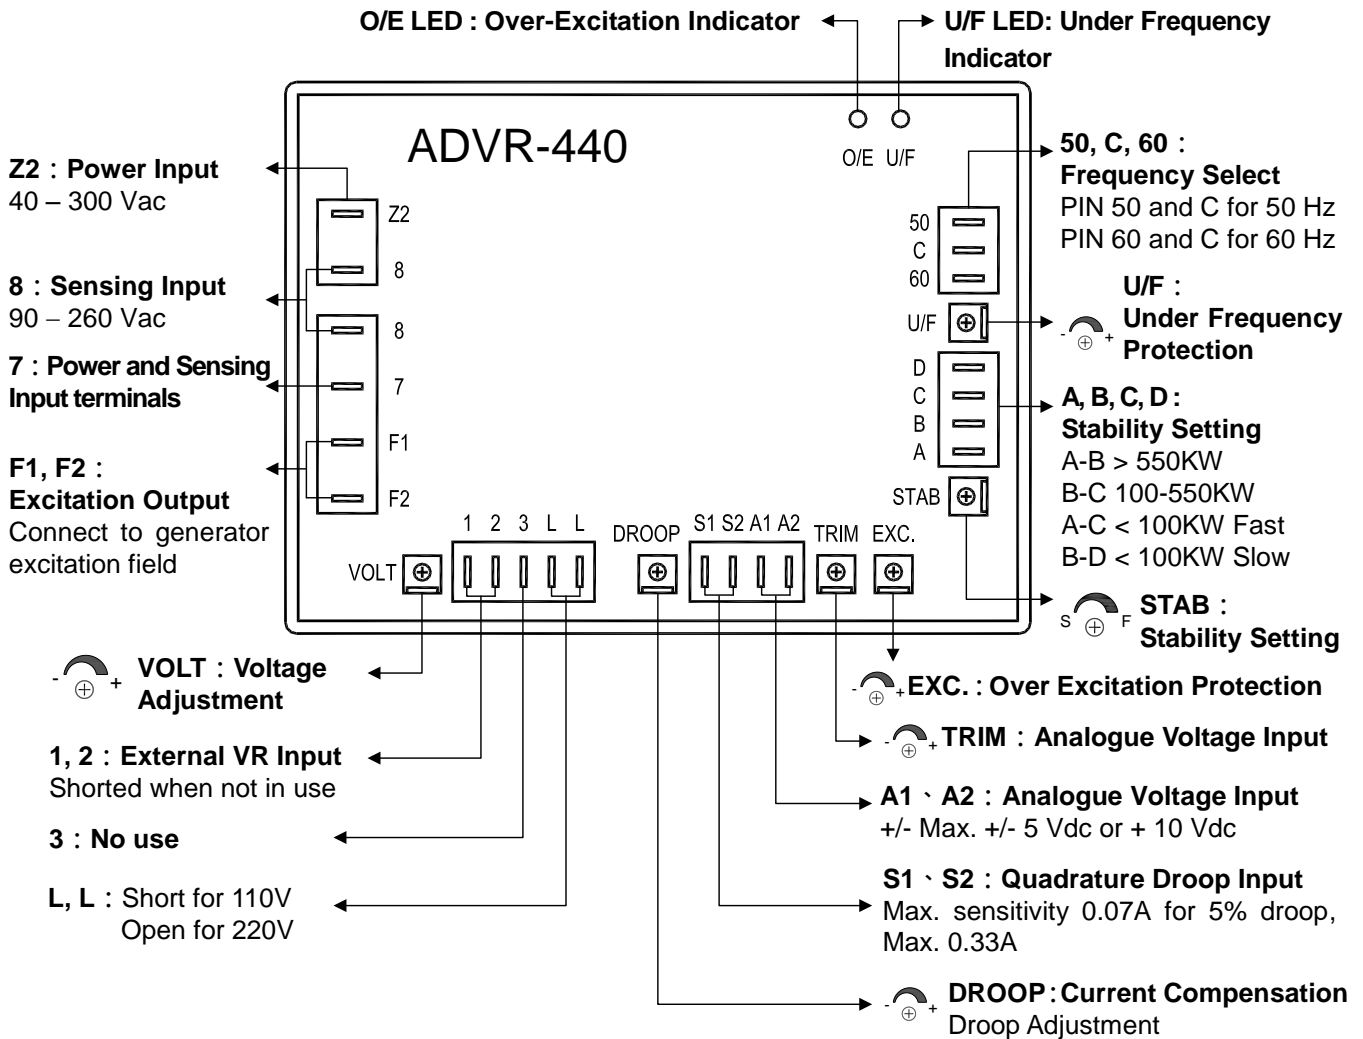 O/E LED : Over-Excitation Indicator
U/F LED: Under Frequency
Indicator
ADVR-440
O/E U/F
Z2 : Power Input
40 – 300 Vac
8 : Sensing Input
90 – 260 Vac
7 : Power and Sensing
Input terminals
F1, F2 :
Excitation Output
Connect to generator
excitation field
Z2
8
8
7
F1
F2
50
C
60
U/F
D
C
B
A
STAB
50, C, 60 :
Frequency Select
PIN 50 and C for 50 Hz
PIN 60 and C for 60 Hz
U/F :
Under Frequency
Protection
- +
A, B, C, D :
Stability Setting
A-B > 550KW
B-C 100-550KW
A-C < 100KW Fast
B-D < 100KW Slow
S F
STAB :
Stability Setting
VOLT
1 2 3 L L
DROOP
S1 S2 A1 A2
TRIM EXC.
- +
VOLT : Voltage
Adjustment
1, 2 : External VR Input
Shorted when not in use
3 : No use
L, L : Short for 110V
Open for 220V
- + EXC. : Over Excitation Protection
- + TRIM : Analogue Voltage Input
A1、A2 : Analogue Voltage Input
+/- Max. +/- 5 Vdc or + 10 Vdc
S1、S2 : Quadrature Droop Input
Max. sensitivity 0.07A for 5% droop,
Max. 0.33A
- + DROOP : Current Compensation
Droop Adjustment